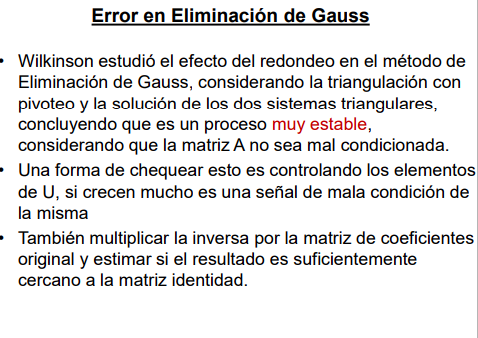 Error en Eliminación de Gauss
• Wilkinson estudió el efecto del redondeo en el método de
Eliminación de Gauss, considerando la triangulación con
pivoteo y la solución de los dos sistemas triangulares,
concluyendo que es un proceso muy estable,
considerando que la matriz A no sea mal condicionada.
• Una forma de chequear esto es controlando los elementos
de U, si crecen mucho es una señal de mala condición de
la misma
• También multiplicar la inversa por la matriz de coeficientes
original y estimar si el resultado es suficientemente
cercano a la matriz identidad.